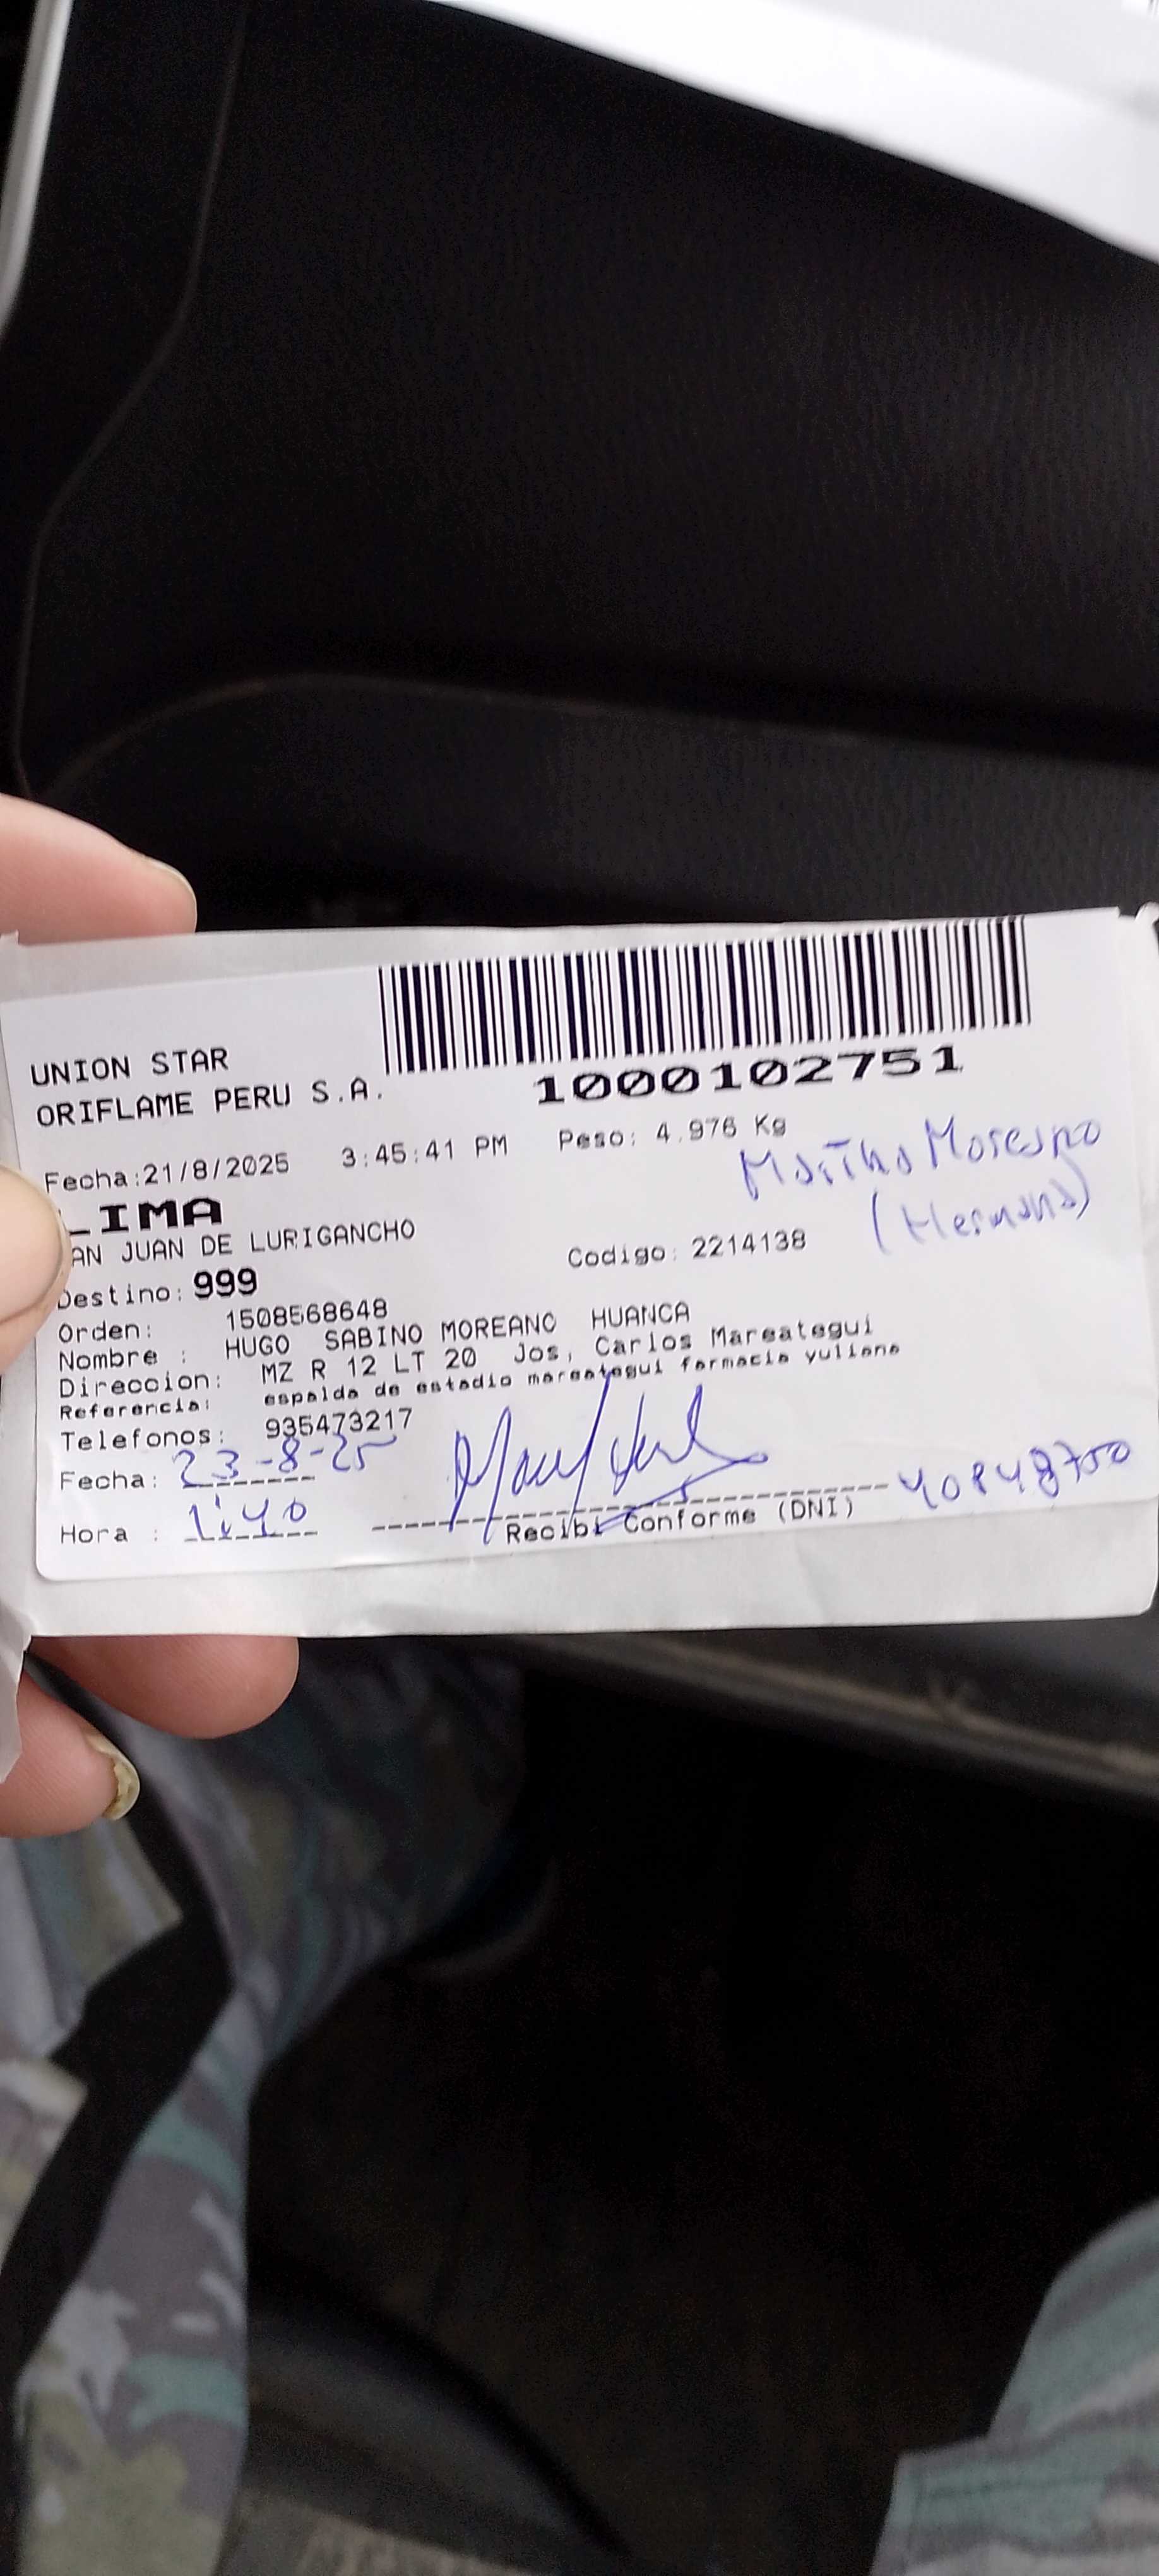 UNION STAR
ORIFLAME PERU S.A.
1000102751
Fecha:21/8/2025 3:45:41 PM Peso: 4.976 Kg
Moreano
(Hermana)
LIMA
AN JUAN DE LURIGANCHO
Codigo: 2214138
Destino: 999
Orden: 1508568648
Nombre : HUGO SABINO MOREANO HUANCA
Direccion: MZ R 12 LT 20 Jos, Carlos Mareategui
Referencia: espalda de estadio mareategui farmacia yuliana
Telefonos: 935473217
Fecha: 23-8-25
Hora : 1:40
Recibi Conforme (DNI) 40848700